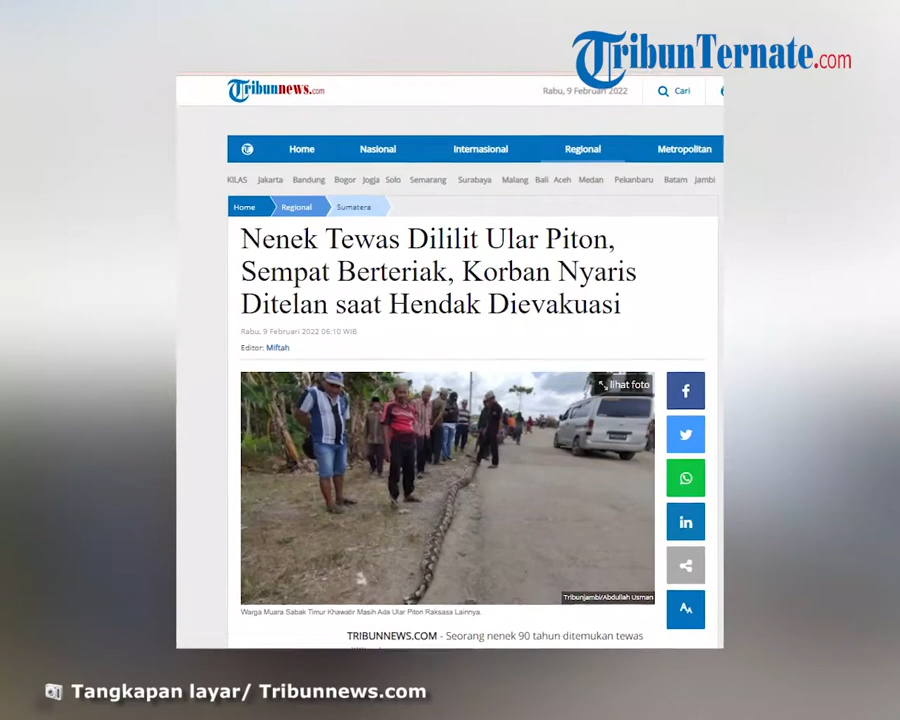 TribunTernate.com
Tribunnews.com
Rabu, 9 Februari 2022
Cari
Home Nasional Internasional Regional Metropolitan
KILAS Jakarta Bandung Bogor Jogja Solo Semarang Surabaya Malang Bali Aceh Medan Pekanbaru Batam Jambi
Home Regional Sumatera
Nenek Tewas Dililit Ular Piton,
Sempat Berteriak, Korban Nyaris
Ditelan saat Hendak Dievakuasi
Rabu, 9 Februari 2022 06:10 WIB
Editor: Miftah
lihat foto
Tribunjambi/Abdullah Usman
Warga Muara Sabak Timur Khawatir Masih Ada Ular Piton Raksasa Lainnya.
TRIBUNNEWS.COM - Seorang nenek 90 tahun ditemukan tewas
Tangkapan layar/ Tribunnews.com